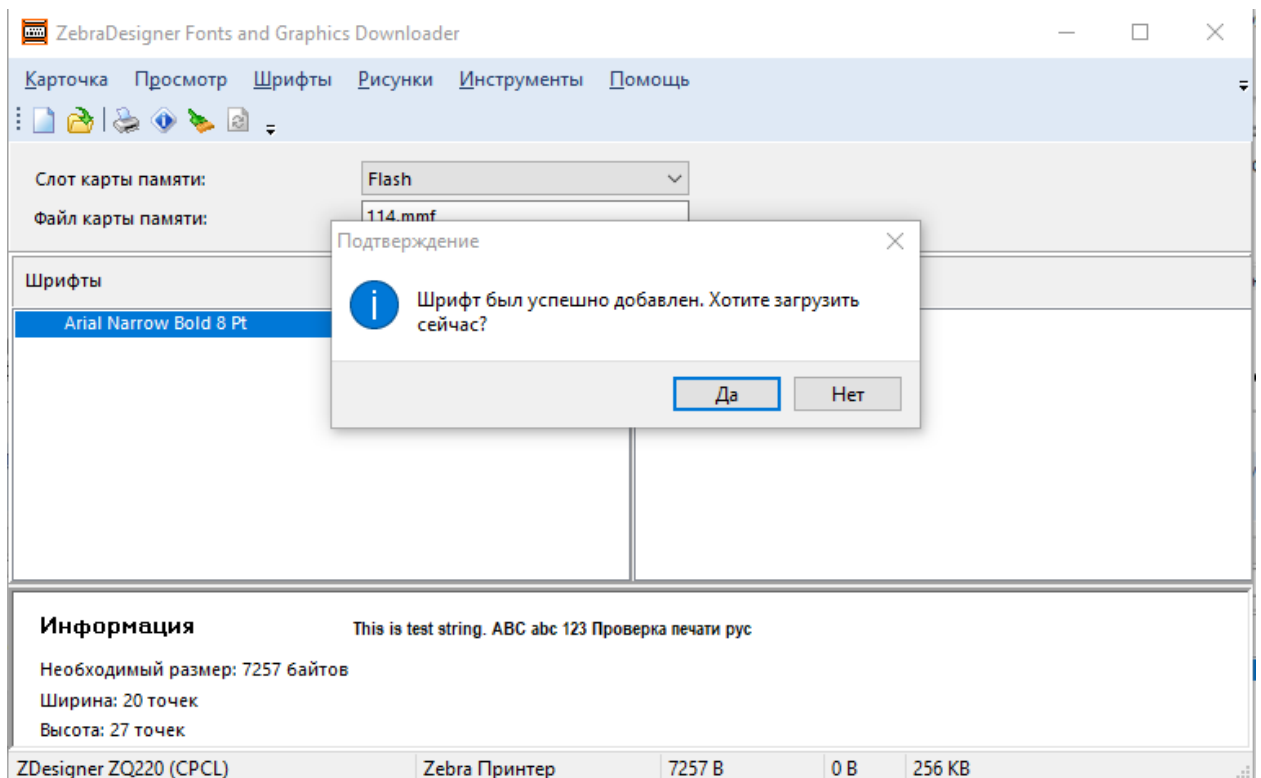 ZebraDesigner Fonts and Graphics Downloader
Карточка Просмотр Шрифты Рисунки Инструменты Помощь
Слот карты памяти: Flash
Файл карты памяти: 114.mmf
Подтверждение
Шрифты
Шрифт был успешно добавлен. Хотите загрузить
сейчас?
Arial Narrow Bold 8 Pt
Да Нет
Информация This is test string. ABC abc 123 Проверка печати рус
Необходимый размер: 7257 байтов
Ширина: 20 точек
Высота: 27 точек
ZDesigner ZQ220 (CPCL) Zebra Принтер 7257 B 0 B 256 KB